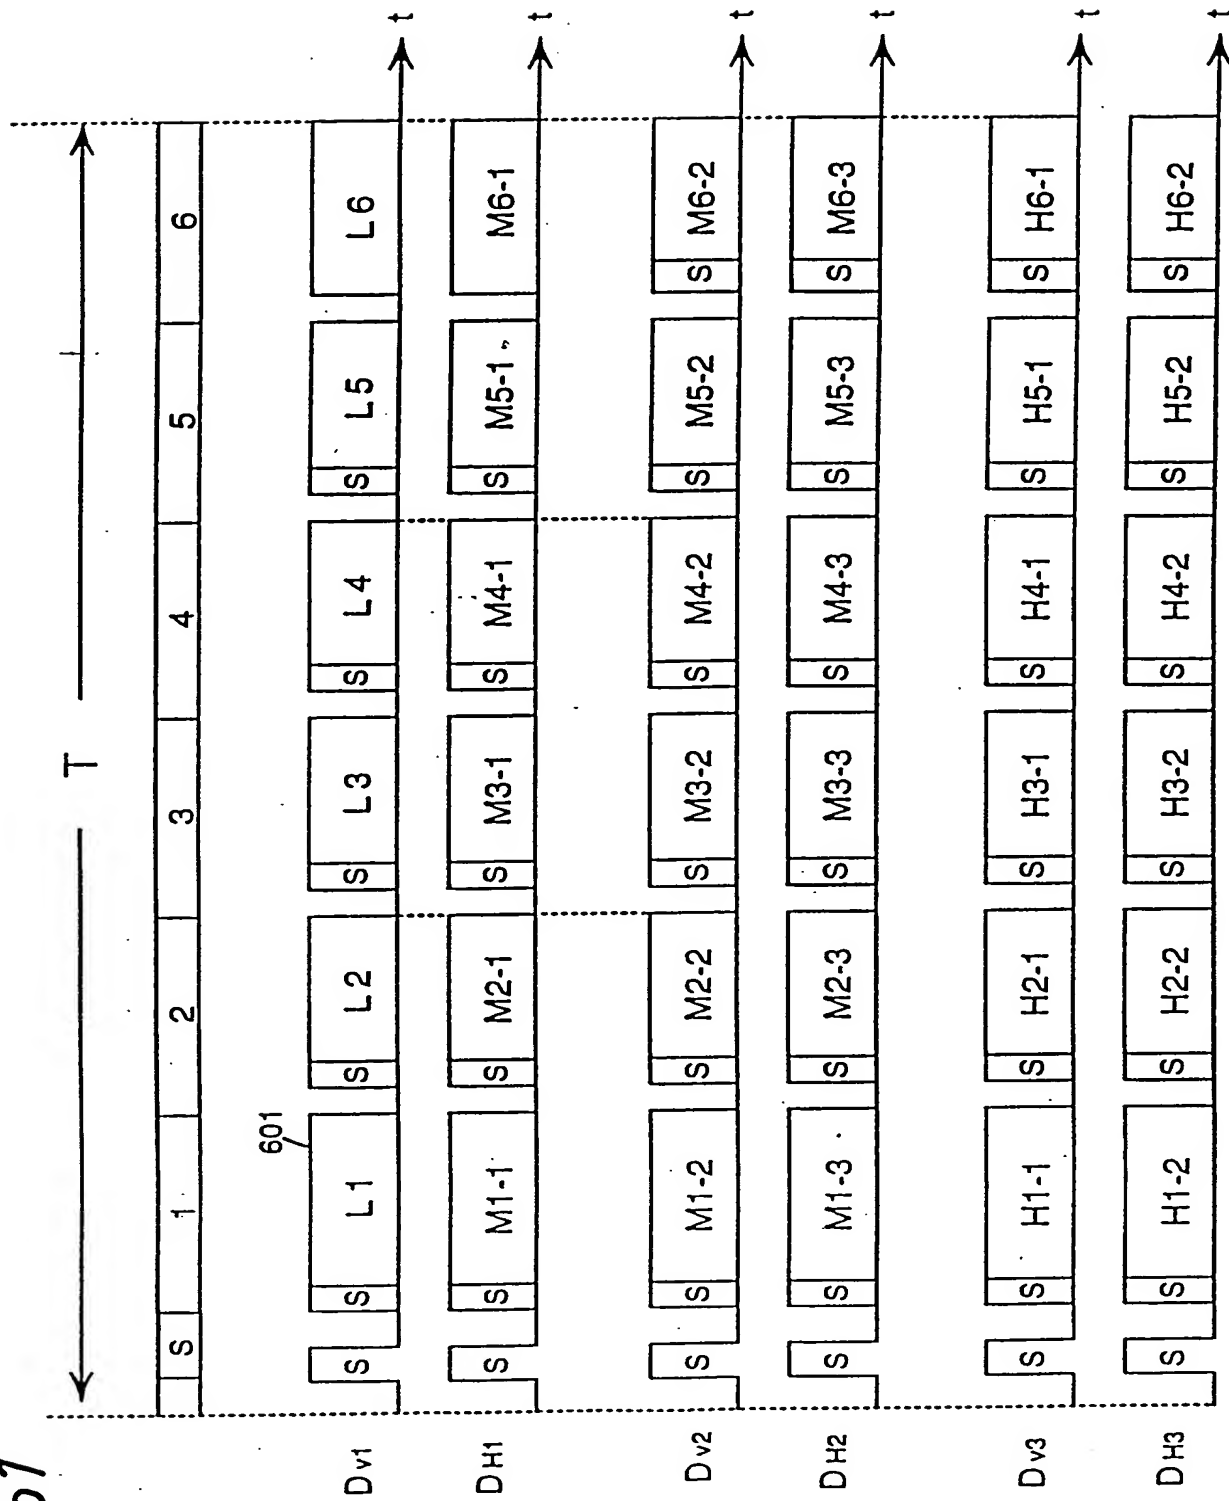 T
S 1 2 3 4 5 6
601
Dv1 S S L1 S L2 S L3 S L4 S L5 L6 t
DH1 S S M1-1 S M2-1 S M3-1 S M4-1 S M5-1 M6-1 t
Dv2 S S M1-2 S M2-2 S M3-2 S M4-2 S M5-2 S M6-2 t
DH2 S S M1-3 S M2-3 S M3-3 S M4-3 S M5-3 S M6-3 t
Dv3 S S H1-1 S H2-1 S H3-1 S H4-1 S H5-1 S H6-1 t
DH3 S S H1-2 S H2-2 S H3-2 S H4-2 S H5-2 S H6-2 t